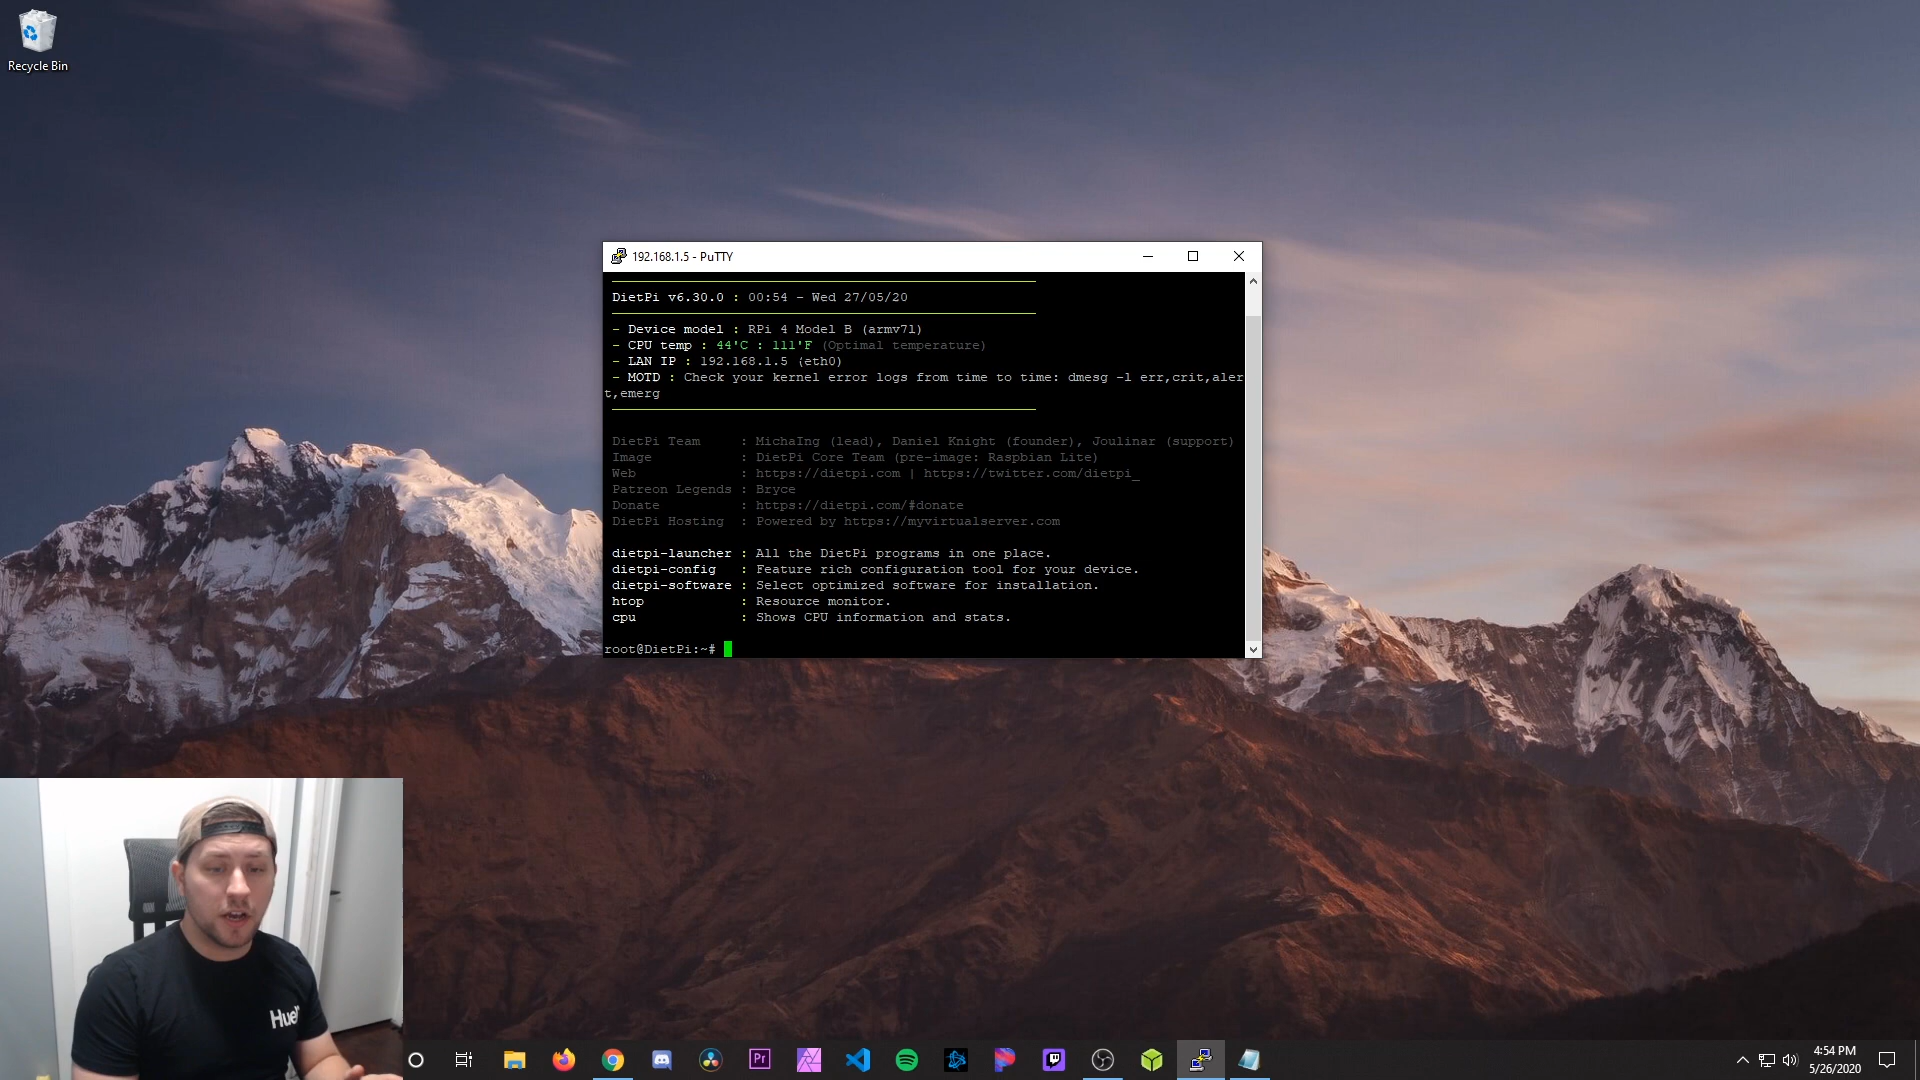 Recycle Bin
192.168.1.5 - PuTTY
DietPi v6.30.0 : 00:54 - Wed 27/05/20
- Device model : RPi 4 Model B (armv7l)
- CPU temp : 44'C : 111'F (Optimal temperature)
- LAN IP : 192.168.1.5 (eth0)
- MOTD : Check your kernel error logs from time to time: dmesg -l err,crit,aler
t,emerg
DietPi Team : MichaIng (lead), Daniel Knight (founder), Joulinar (support)
Image : DietPi Core Team (pre-image: Raspbian Lite)
Web : https://dietpi.com | https://twitter.com/dietpi_
Patreon Legends : Bryce
Donate : https://dietpi.com/#donate
DietPi Hosting : Powered by https://myvirtualserver.com
dietpi-launcher : All the DietPi programs in one place.
dietpi-config : Feature rich configuration tool for your device.
dietpi-software : Select optimized software for installation.
htop : Resource monitor.
cpu : Shows CPU information and stats.
root@DietPi:~#
Huel
Pr
4:54 PM
5/26/2020